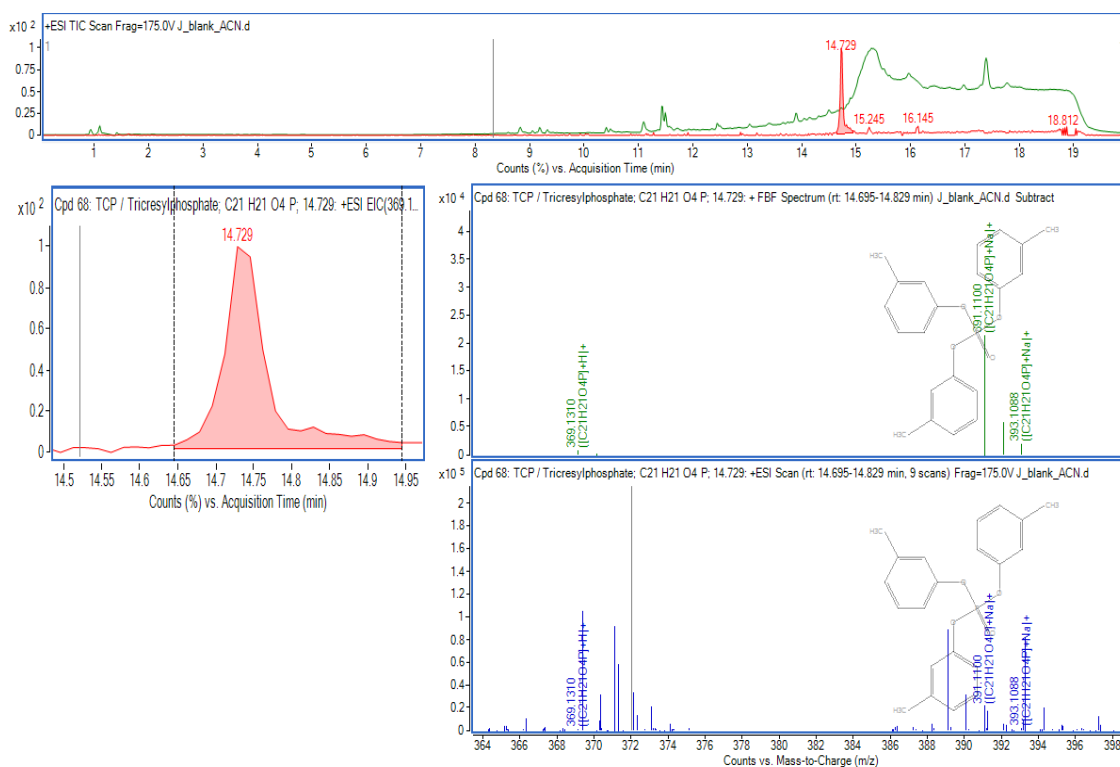 x10 2
+ESI TIC Scan Frag=175.0V J_blank_ACN.d
1
1
0.75
0.5
0.25
0
14.729
15.245
16.145
18.812
1 2 3 4 5 6 7 8 9 10 11 12 13 14 15 16 17 18 19
Counts (%) vs. Acquisition Time (min)
x10 2
Cpd 68: TCP / Tricresylphosphate; C21 H21 O4 P; 14.729: +ESI EIC(369.1...
14.729
1
0.8
0.6
0.4
0.2
0
14.5 14.55 14.6 14.65 14.7 14.75 14.8 14.85 14.9 14.95
Counts (%) vs. Acquisition Time (min)
x10 4
Cpd 68: TCP / Tricresylphosphate; C21 H21 O4 P; 14.729: + FBF Spectrum (rt: 14.695-14.829 min) J_blank_ACN.d Subtract
4
3.5
3
2.5
2
1.5
1
0.5
0
369.1310
([C21H21O4P]+H)+
391.1100
([C21H21O4P]+Na)+
393.1088
([C21H21O4P]+Na)+
CH3
H3C
O
O
O
O
H3C
x10 5
Cpd 68: TCP / Tricresylphosphate; C21 H21 O4 P; 14.729: +ESI Scan (rt: 14.695-14.829 min, 9 scans) Frag=175.0V J_blank_ACN.d
2
1.8
1.6
1.4
1.2
1
0.8
0.6
0.4
0.2
0
369.1310
([C21H21O4P]+H)+
391.1100
([C21H21O4P]+Na)+
393.1088
([C21H21O4P]+Na)+
CH3
H3C
O
O
O
H3C
364 366 368 370 372 374 376 378 380 382 384 386 388 390 392 394 396 398
Counts vs. Mass-to-Charge (m/z)